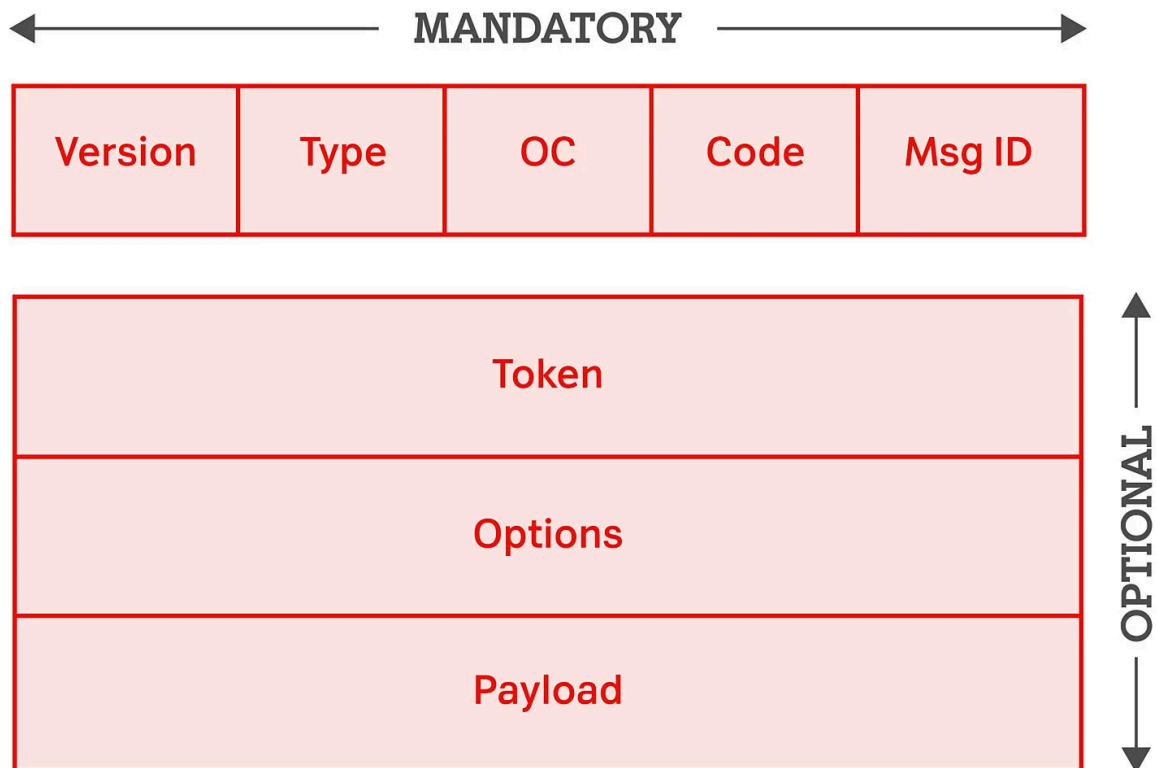 MANDATORY
Version
Type
OC
Code
Msg ID
Token
Options
Payload
OPTIONAL